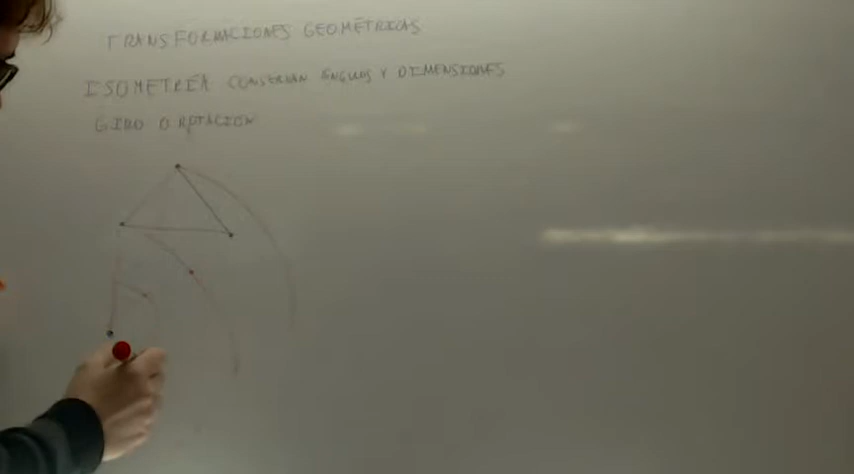 TRANSFORMACIONES GEOMÉTRICAS
ISOMETRÍA CONSERVAN ÁNGULOS Y DIMENSIONES
GIRO O ROTACIÓN